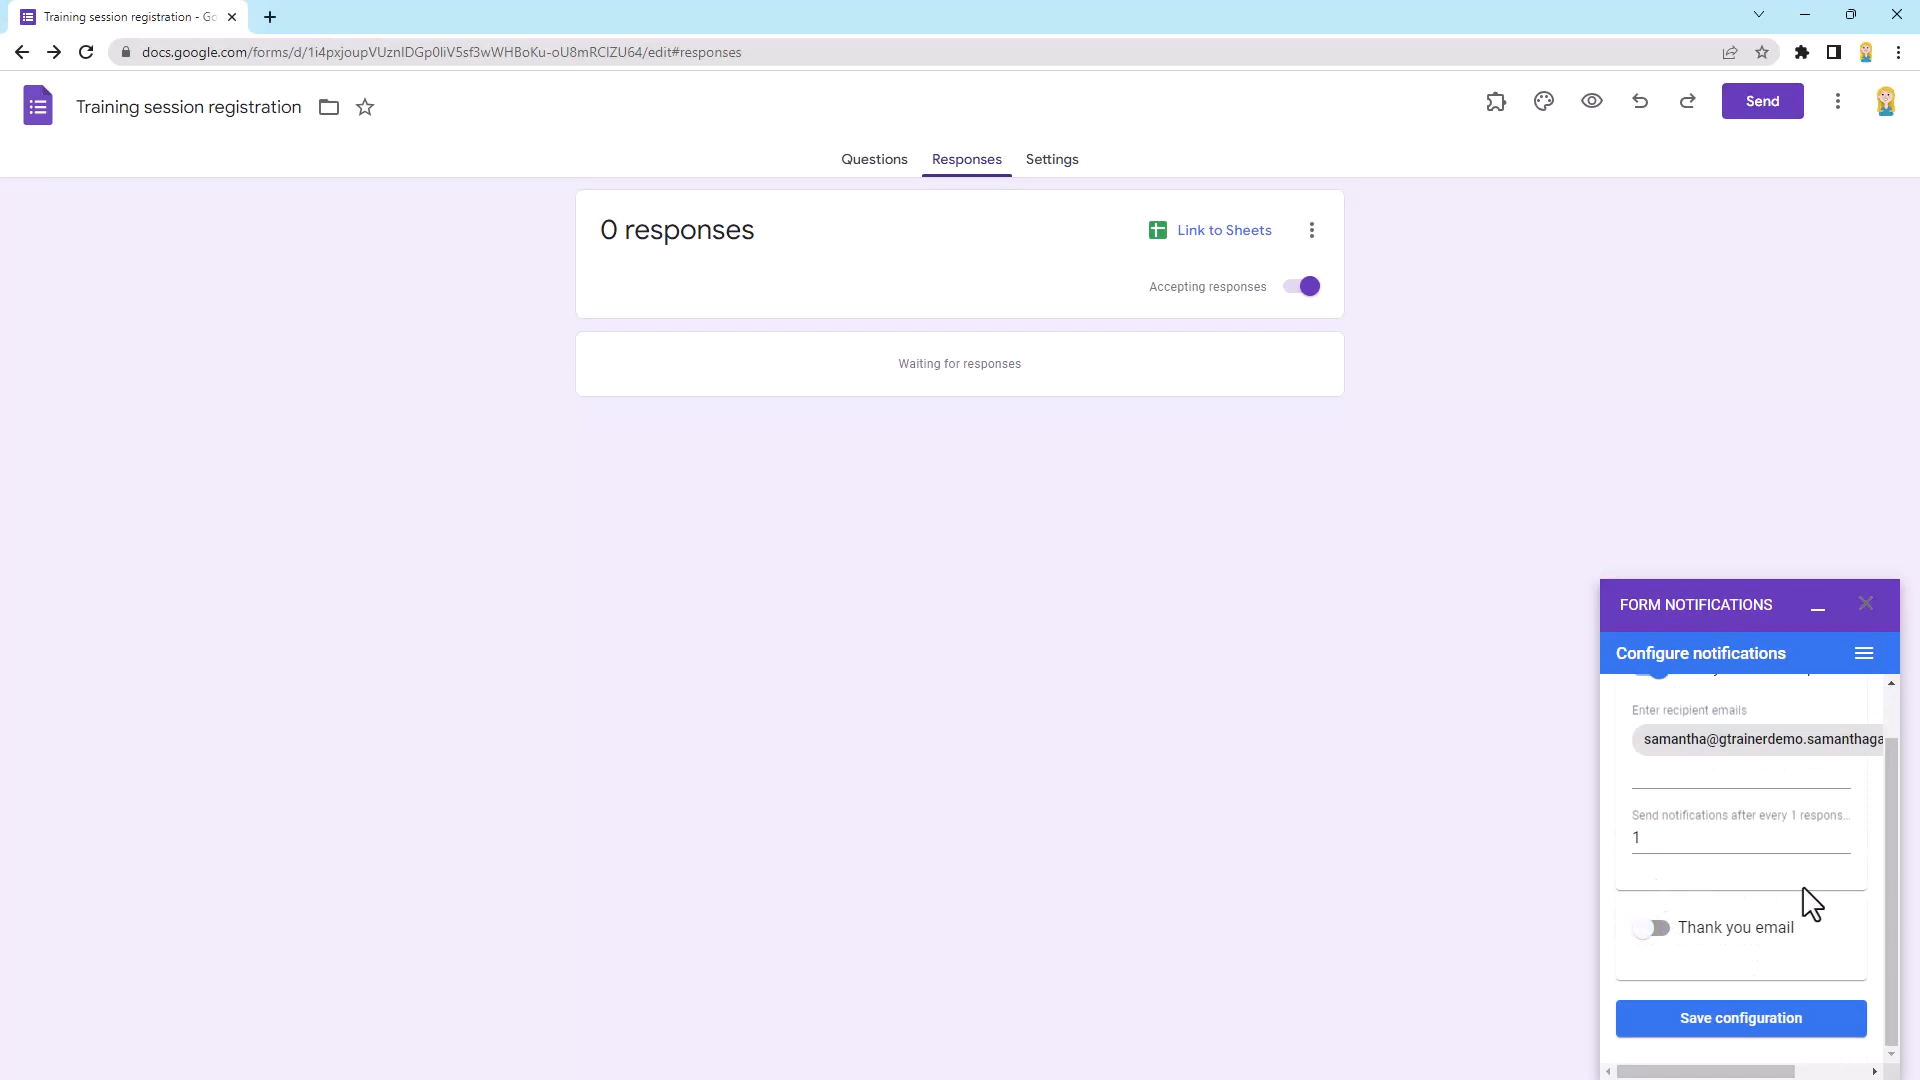 Training session registration - Go
docs.google.com/forms/d/1i4pxjoupVUznIDGp0liV5sf3wWHBoKu-oU8mRClZU64/edit#responses
Training session registration
Send
Questions
Responses
Settings
0 responses
Link to Sheets
Accepting responses
Waiting for responses
FORM NOTIFICATIONS
Configure notifications
Enter recipient emails
samantha@gtrainerdemo.samanthaga
Send notifications after every 1 respons...
1
Thank you email
Save configuration